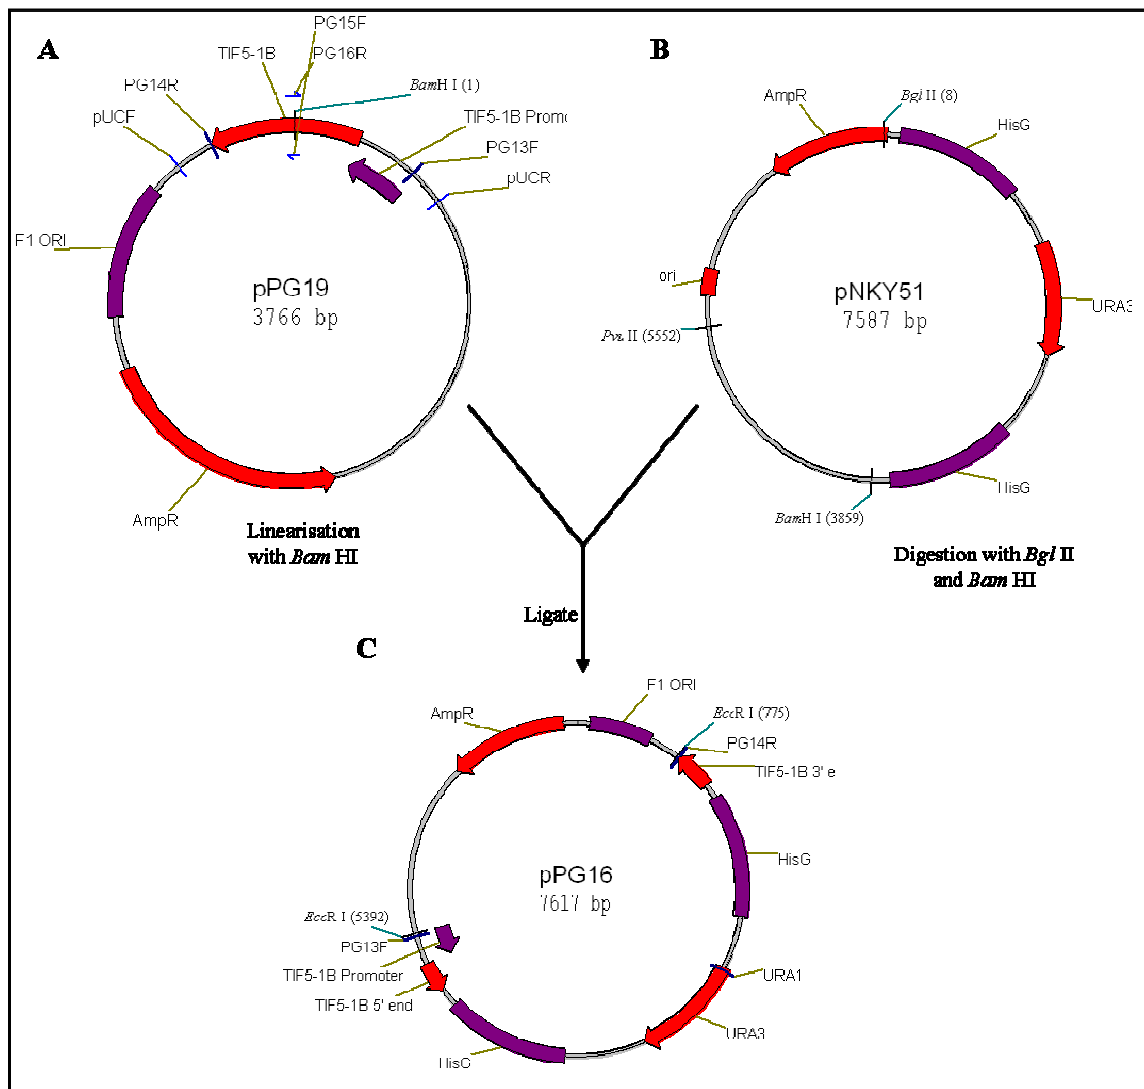 A
PG15F
TIF5-1B
PG16R
PG14R
BamH I (1)
pUCF
TIF5-1B Promo
PG13F
pUCR
F1 ORI
pPG19
3766 bp
AmpR
Linearisation
with Bam HI
B
AmpR
Bgl II (8)
HisG
ori
pNKY51
7587 bp
URA3
Pvu II (5552)
HisG
BamH I (3859)
Digestion with Bgl II
and Bam HI
Ligate
C
F1 ORI
AmpR
EcoR I (775)
PG14R
TIF5-1B 3' e
HisG
pPG16
7617 bp
EcoR I (5392)
PG13F
TIF5-1B Promoter
URA1
TIF5-1B 5' end
URA3
HisG